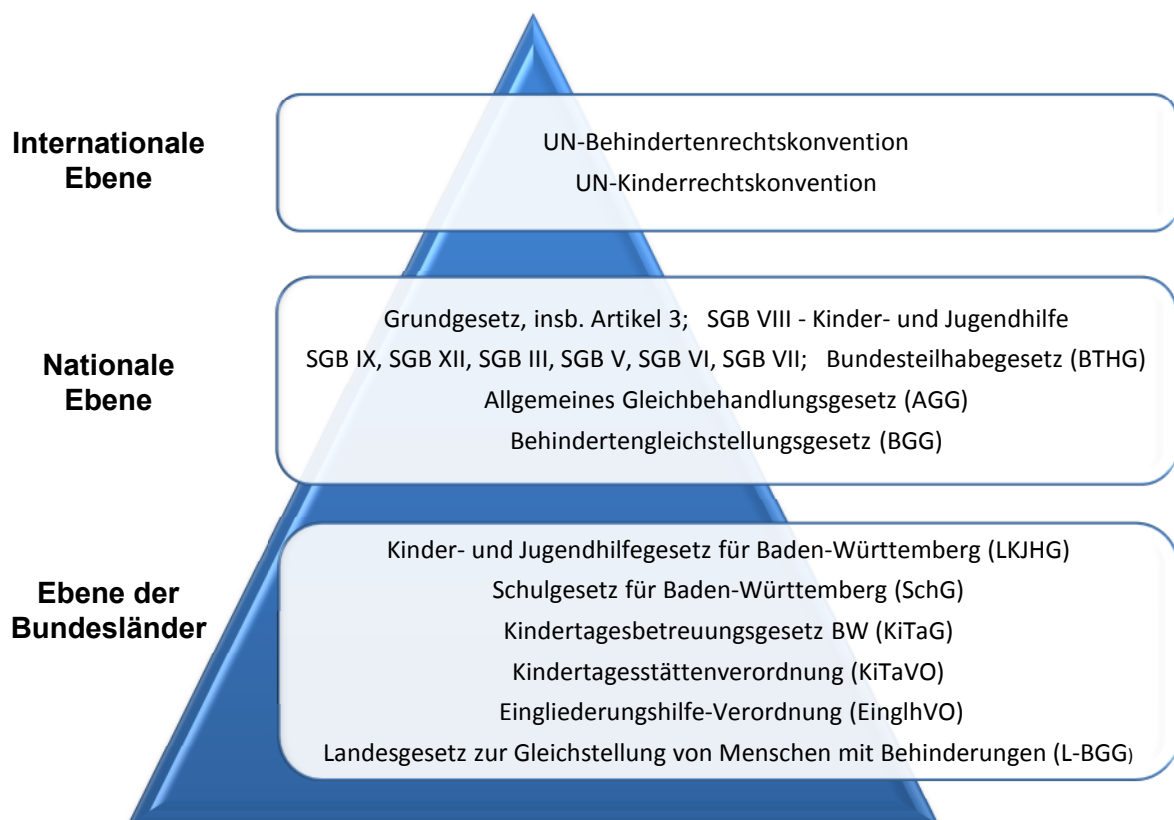 Internationale
Ebene
UN-Behindertenrechtskonvention
UN-Kinderrechtskonvention
Nationale
Ebene
Grundgesetz, insb. Artikel 3; SGB VIII - Kinder- und Jugendhilfe
SGB IX, SGB XII, SGB III, SGB V, SGB VI, SGB VII; Bundesteilhabegesetz (BTHG)
Allgemeines Gleichbehandlungsgesetz (AGG)
Behindertengleichstellungsgesetz (BGG)
Ebene der
Bundesländer
Kinder- und Jugendhilfegesetz für Baden-Württemberg (LKJHG)
Schulgesetz für Baden-Württemberg (SchG)
Kindertagesbetreuungsgesetz BW (KiTaG)
Kindertagesstättenverordnung (KiTaVO)
Eingliederungshilfe-Verordnung (EinglhVO)
Landesgesetz zur Gleichstellung von Menschen mit Behinderungen (L-BGG)